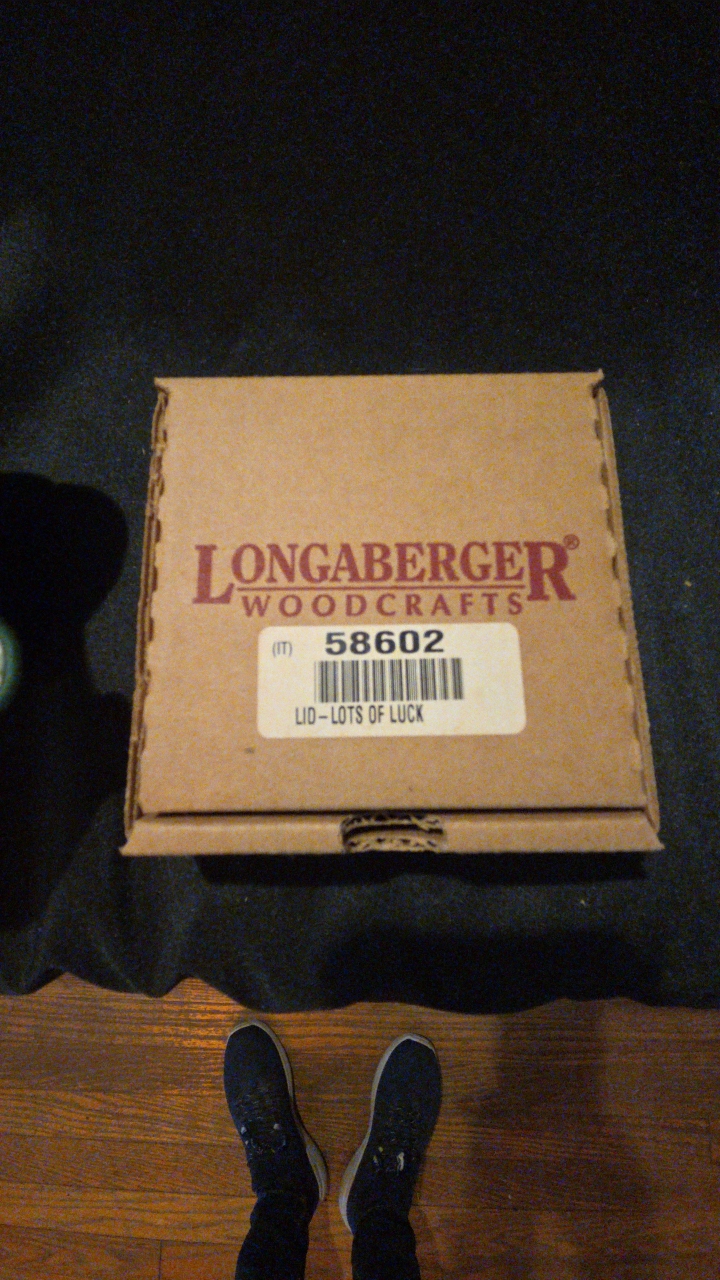 LONGABERGER®
WOODCRAFTS
(IT) 58602
LID-LOTS OF LUCK